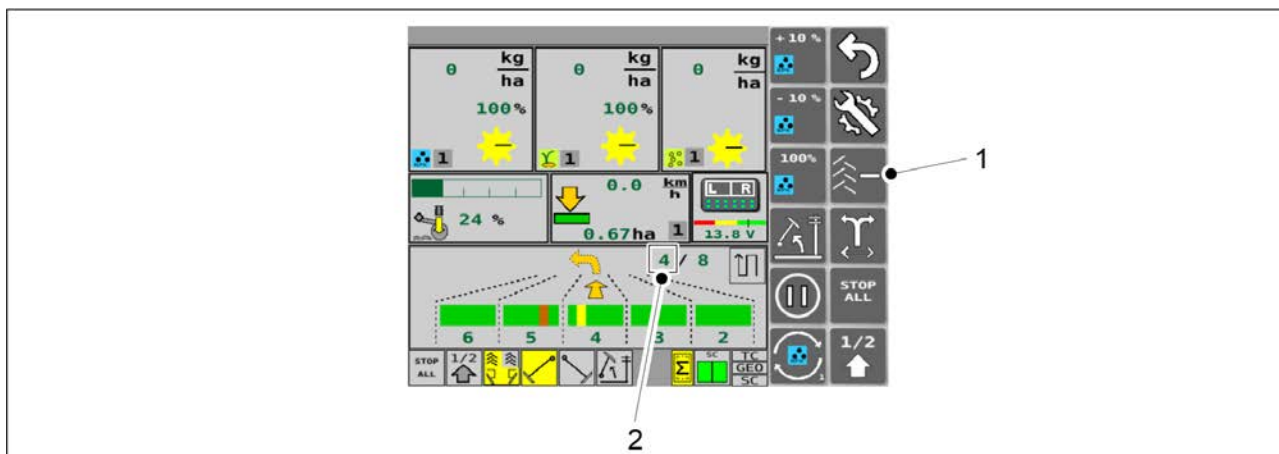 0 kg/ha
100%
1
0 kg/ha
100%
1
0 kg/ha
1
+ 10 %
- 10 %
100%
1
24 %
0.0 km/h
0.67ha 1
L R
13.8 V
4 / 8
6 5 4 3 2
STOP ALL
1/2
1
STOP ALL
1/2
Σ
SC
TC
GEO
SC
2